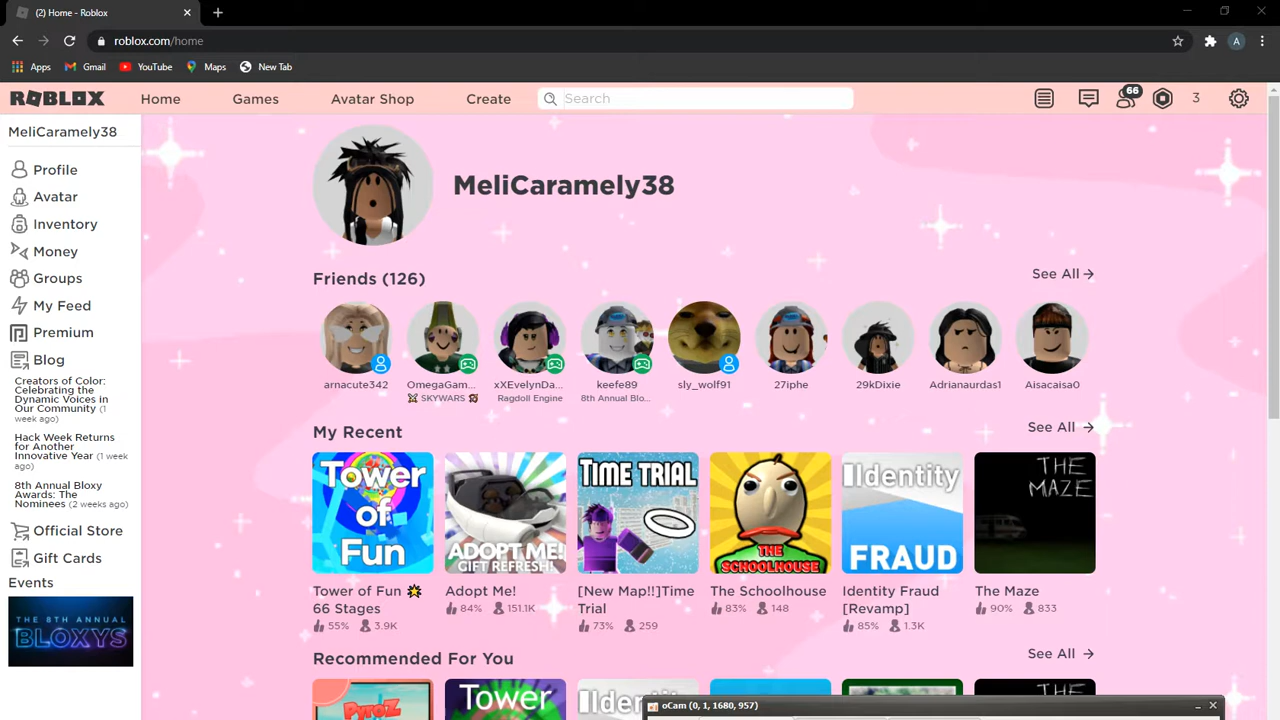 (2) Home - Roblox
roblox.com/home
A
Apps
Gmail
YouTube
Maps
New Tab
ROBLOX
Home
Games
Avatar Shop
Create
Search
66
3
MeliCaramely38
Profile
Avatar
Inventory
Money
Groups
My Feed
Premium
Blog
Creators of Color:
Celebrating the
Dynamic Voices in
Our Community (1
week ago)
Hack Week Returns
for Another
Innovative Year (1 week
ago)
8th Annual Bloxy
Awards: The
Nominees (2 weeks ago)
Official Store
Gift Cards
Events
THE 8TH ANNUAL
BLOXYS
MeliCaramely38
Friends (126)
See All
arnacute342
OmegaGam...
SKYWARS
xXEvelynDa...
Ragdoll Engine
keefe89
8th Annual Blo...
sly_wolf91
27iphe
29kDixie
Adrianaurdas1
Aisacaisa0
My Recent
See All
Tower
of
Fun
ADOPT ME!
GIFT REFRESH!
TIME TRIAL
THE
SCHOOLHOUSE
Identity
FRAUD
THE
MAZE
Tower of Fun
66 Stages
55% 3.9K
Adopt Me!
84% 151.1K
[New Map!!]Time
Trial
73% 259
The Schoolhouse
83% 148
Identity Fraud
[Revamp]
85% 1.3K
The Maze
90% 833
Recommended For You
See All
Tower
THE
oCam (0, 1, 1680, 957)